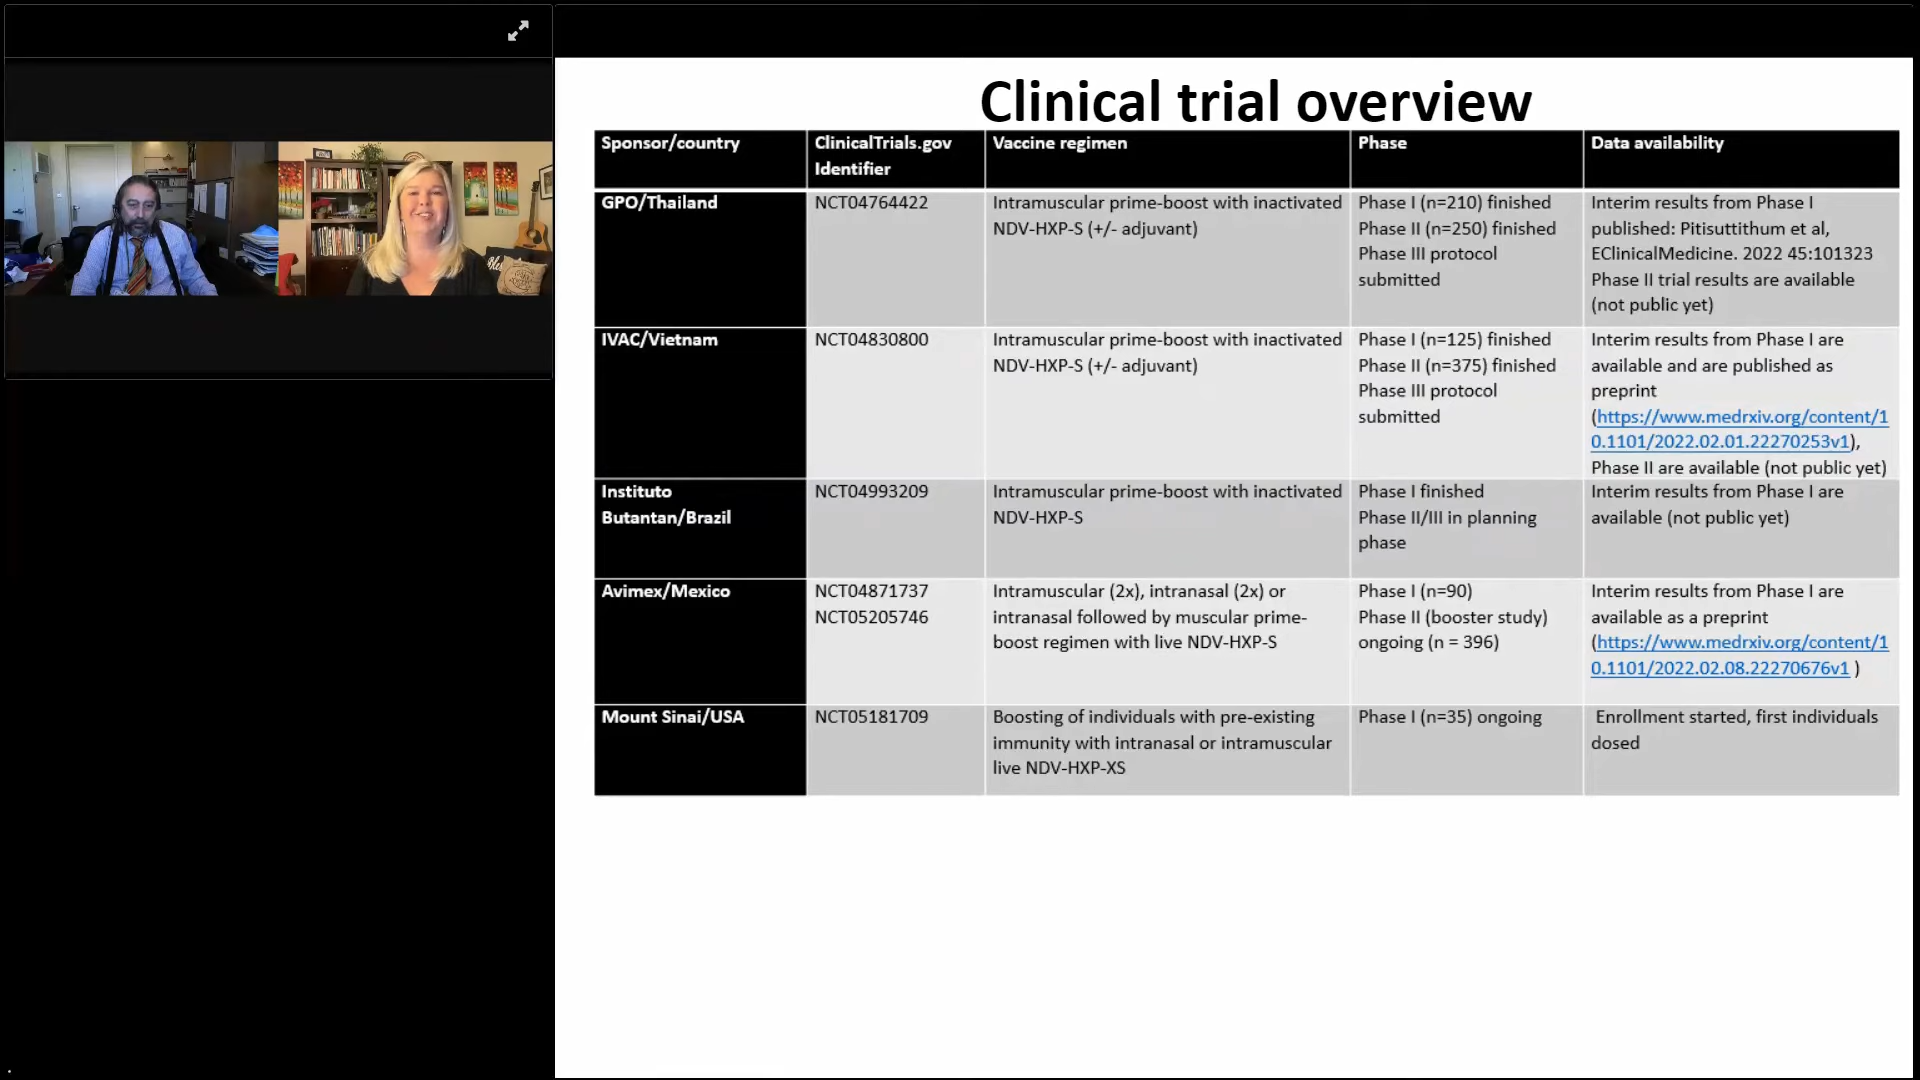 Clinical trial overview
Sponsor/country
ClinicalTrials.gov
Identifier
Vaccine regimen
Phase
Data availability
GPO/Thailand
NCT04764422
Intramuscular prime-boost with inactivated
NDV-HXP-S (+/- adjuvant)
Phase I (n=210) finished
Phase II (n=250) finished
Phase III protocol
submitted
Interim results from Phase I
published: Pitisuttithum et al,
EClinicalMedicine. 2022 45:101323
Phase II trial results are available
(not public yet)
IVAC/Vietnam
NCT04830800
Intramuscular prime-boost with inactivated
NDV-HXP-S (+/- adjuvant)
Phase I (n=125) finished
Phase II (n=375) finished
Phase III protocol
submitted
Interim results from Phase I are
available and are published as
preprint
(https://www.medrxiv.org/content/1
0.1101/2022.02.01.22270253v1),
Phase II are available (not public yet)
Instituto
Butantan/Brazil
NCT04993209
Intramuscular prime-boost with inactivated
NDV-HXP-S
Phase I finished
Phase II/III in planning
phase
Interim results from Phase I are
available (not public yet)
Avimex/Mexico
NCT04871737
NCT05205746
Intramuscular (2x), intranasal (2x) or
intranasal followed by muscular prime-
boost regimen with live NDV-HXP-S
Phase I (n=90)
Phase II (booster study)
ongoing (n = 396)
Interim results from Phase I are
available as a preprint
(https://www.medrxiv.org/content/1
0.1101/2022.02.08.22270676v1 )
Mount Sinai/USA
NCT05181709
Boosting of individuals with pre-existing
immunity with intranasal or intramuscular
live NDV-HXP-XS
Phase I (n=35) ongoing
Enrollment started, first individuals
dosed